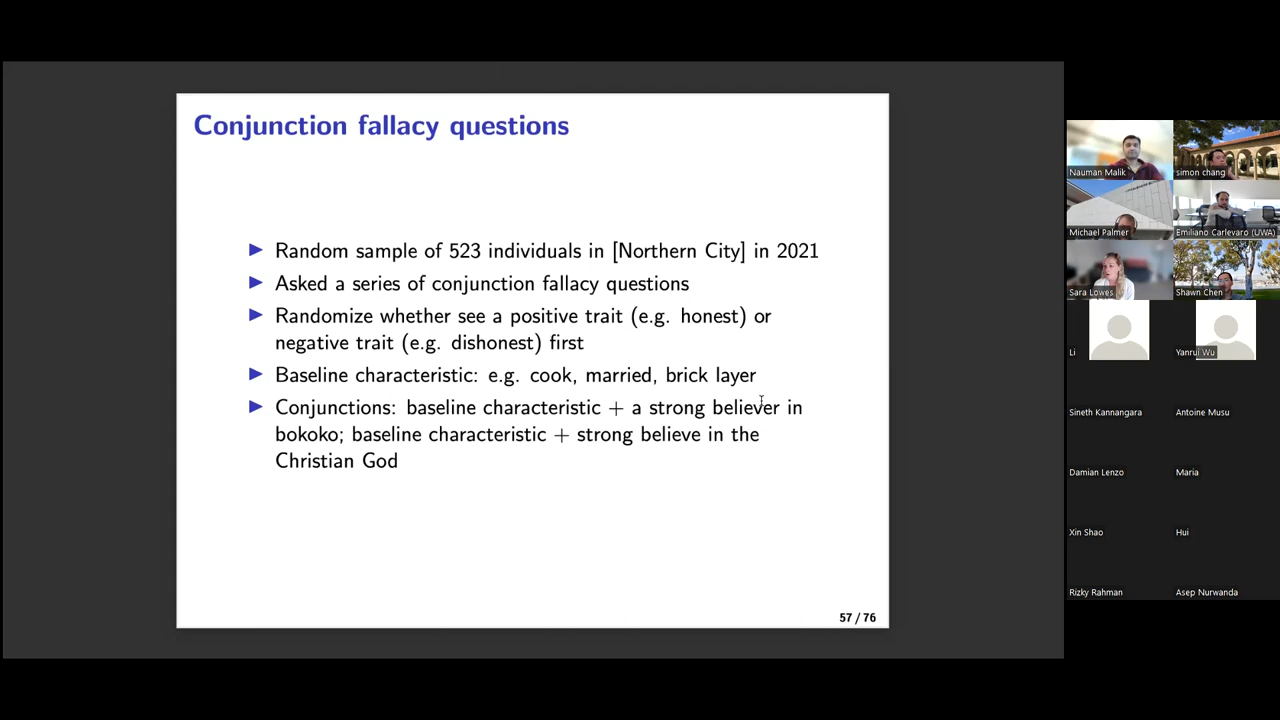 Conjunction fallacy questions
Random sample of 523 individuals in [Northern City] in 2021
Asked a series of conjunction fallacy questions
Randomize whether see a positive trait (e.g. honest) or
negative trait (e.g. dishonest) first
Baseline characteristic: e.g. cook, married, brick layer
Conjunctions: baseline characteristic + a strong believer in
bokoko; baseline characteristic + strong believe in the
Christian God
57 / 76
Nauman Malik
simon chang
Michael Palmer
Emiliano Carlevaro (UWA)
Sara Lowes
Shawn Chen
Li
Yanrui Wu
Sineth Kannangara
Antoine Musu
Damian Lenzo
Maria
Xin Shao
Hui
Rizky Rahman
Asep Nurwanda